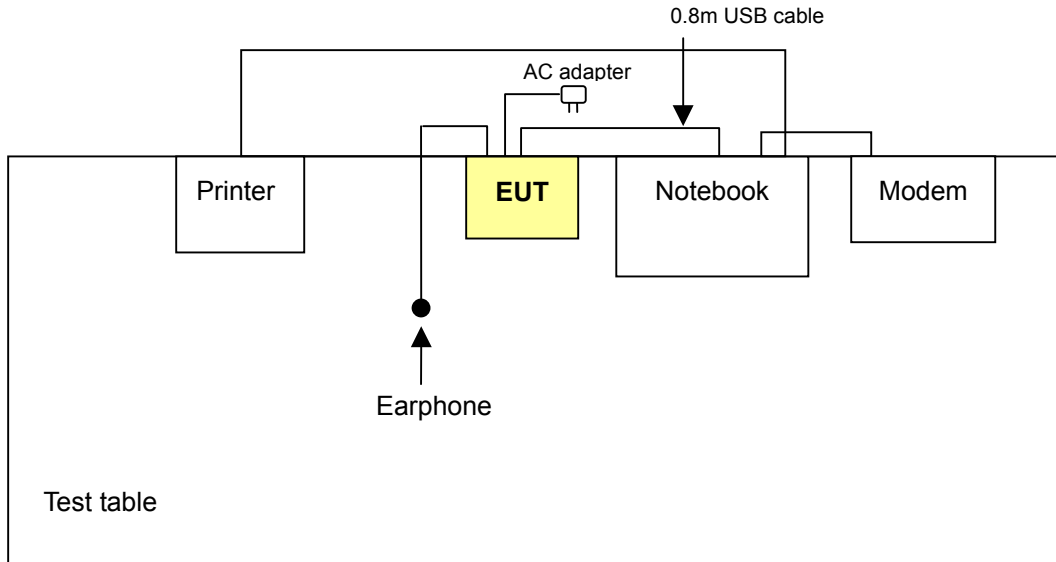 0.8m USB cable
AC adapter
Printer
EUT
Notebook
Modem
Earphone
Test table